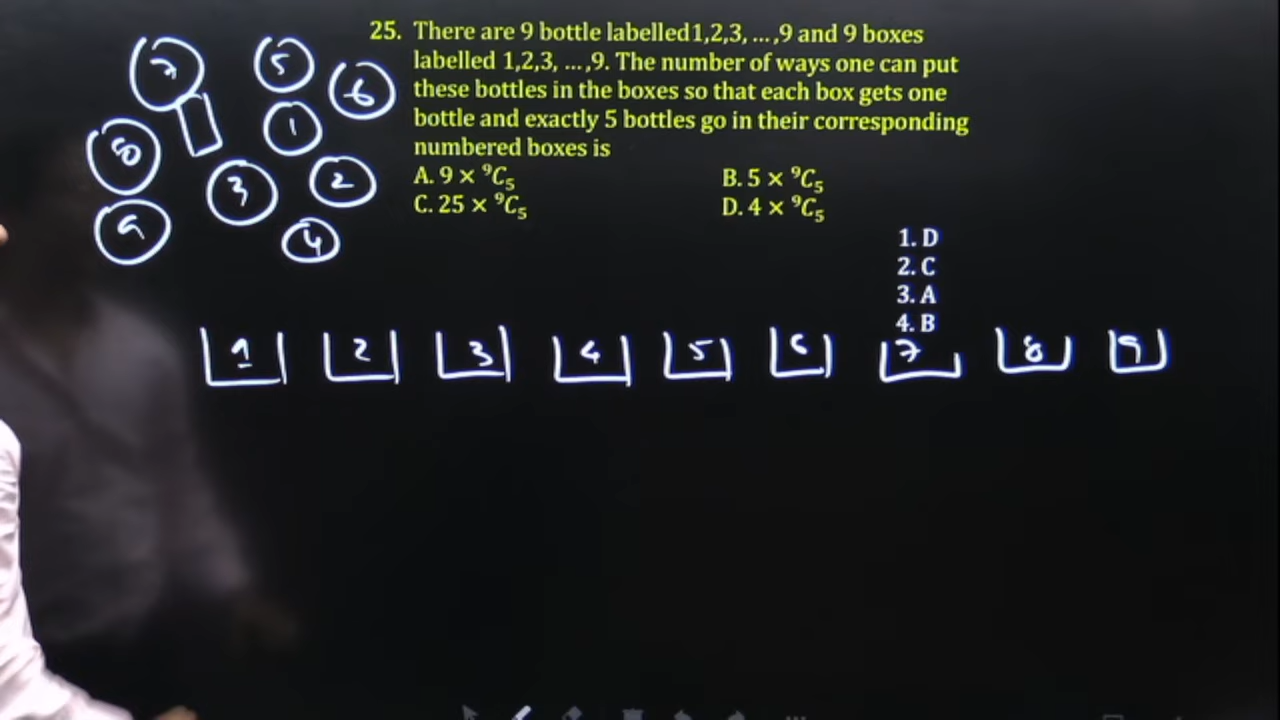 25. There are 9 bottle labelled1,2,3, ...,9 and 9 boxes
labelled 1,2,3, ...,9. The number of ways one can put
these bottles in the boxes so that each box gets one
bottle and exactly 5 bottles go in their corresponding
numbered boxes is
A. 9 × ⁹C₅ B. 5 × ⁹C₅
C. 25 × ⁹C₅ D. 4 × ⁹C₅
1. D
2. C
3. A
4. B
7 5 6
8 1
3 2
9 4
1 2 3 4 5 6 7 8 9